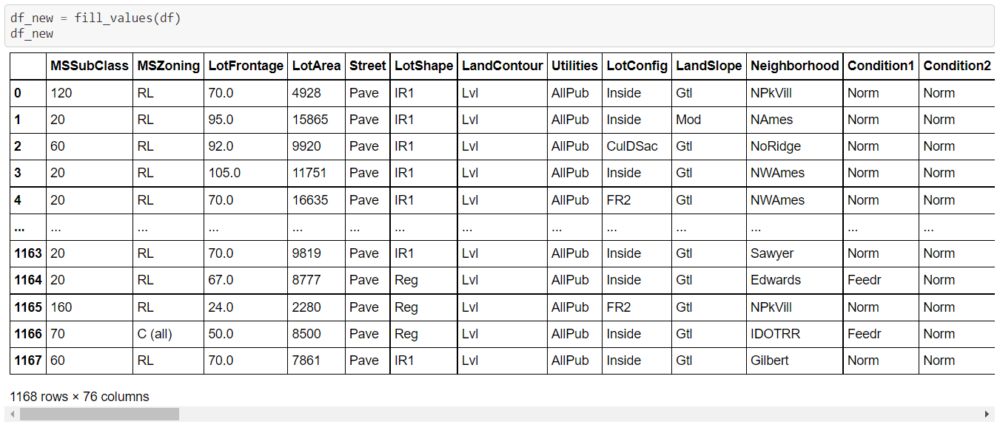 df_new = fill_values(df)
df_new
MSSubClass MSZoning LotFrontage LotArea Street LotShape LandContour Utilities LotConfig LandSlope Neighborhood Condition1 Condition2
0 120 RL 70.0 4928 Pave IR1 Lvl AllPub Inside Gtl NPkVill Norm Norm
1 20 RL 95.0 15865 Pave IR1 Lvl AllPub Inside Mod NAmes Norm Norm
2 60 RL 92.0 9920 Pave IR1 Lvl AllPub CulDSac Gtl NoRidge Norm Norm
3 20 RL 105.0 11751 Pave IR1 Lvl AllPub Inside Gtl NWAmes Norm Norm
4 20 RL 70.0 16635 Pave IR1 Lvl AllPub FR2 Gtl NWAmes Norm Norm
... ... ... ... ... ... ... ... ... ... ... ... ... ...
1163 20 RL 70.0 9819 Pave IR1 Lvl AllPub Inside Gtl Sawyer Norm Norm
1164 20 RL 67.0 8777 Pave Reg Lvl AllPub Inside Gtl Edwards Feedr Norm
1165 160 RL 24.0 2280 Pave Reg Lvl AllPub FR2 Gtl NPkVill Norm Norm
1166 70 C (all) 50.0 8500 Pave Reg Lvl AllPub Inside Gtl IDOTRR Feedr Norm
1167 60 RL 70.0 7861 Pave IR1 Lvl AllPub Inside Gtl Gilbert Norm Norm
1168 rows × 76 columns